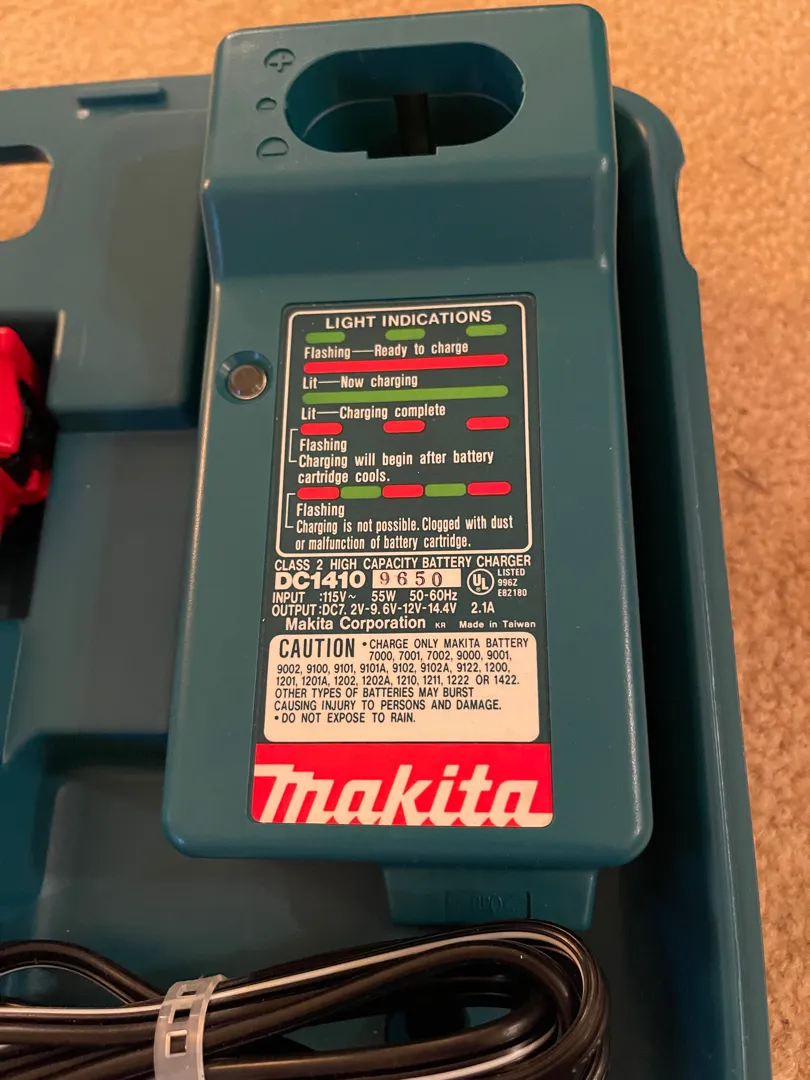 LIGHT INDICATIONS
Flashing—Ready to charge
Lit—Now charging
Lit—Charging complete
Flashing
Charging will begin after battery
cartridge cools.
Flashing
Charging is not possible. Clogged with dust
or malfunction of battery cartridge.
CLASS 2 HIGH CAPACITY BATTERY CHARGER
DC1410 9650
UL LISTED
996Z
E82180
INPUT :115V~ 55W 50-60Hz
OUTPUT:DC7.2V-9.6V-12V-14.4V 2.1A
Makita Corporation KR Made in Taiwan
CAUTION • CHARGE ONLY MAKITA BATTERY
7000, 7001, 7002, 9000, 9001,
9002, 9100, 9101, 9101A, 9102, 9102A, 9122, 1200,
1201, 1201A, 1202, 1202A, 1210, 1211, 1222 OR 1422.
OTHER TYPES OF BATTERIES MAY BURST
CAUSING INJURY TO PERSONS AND DAMAGE.
• DO NOT EXPOSE TO RAIN.
makita